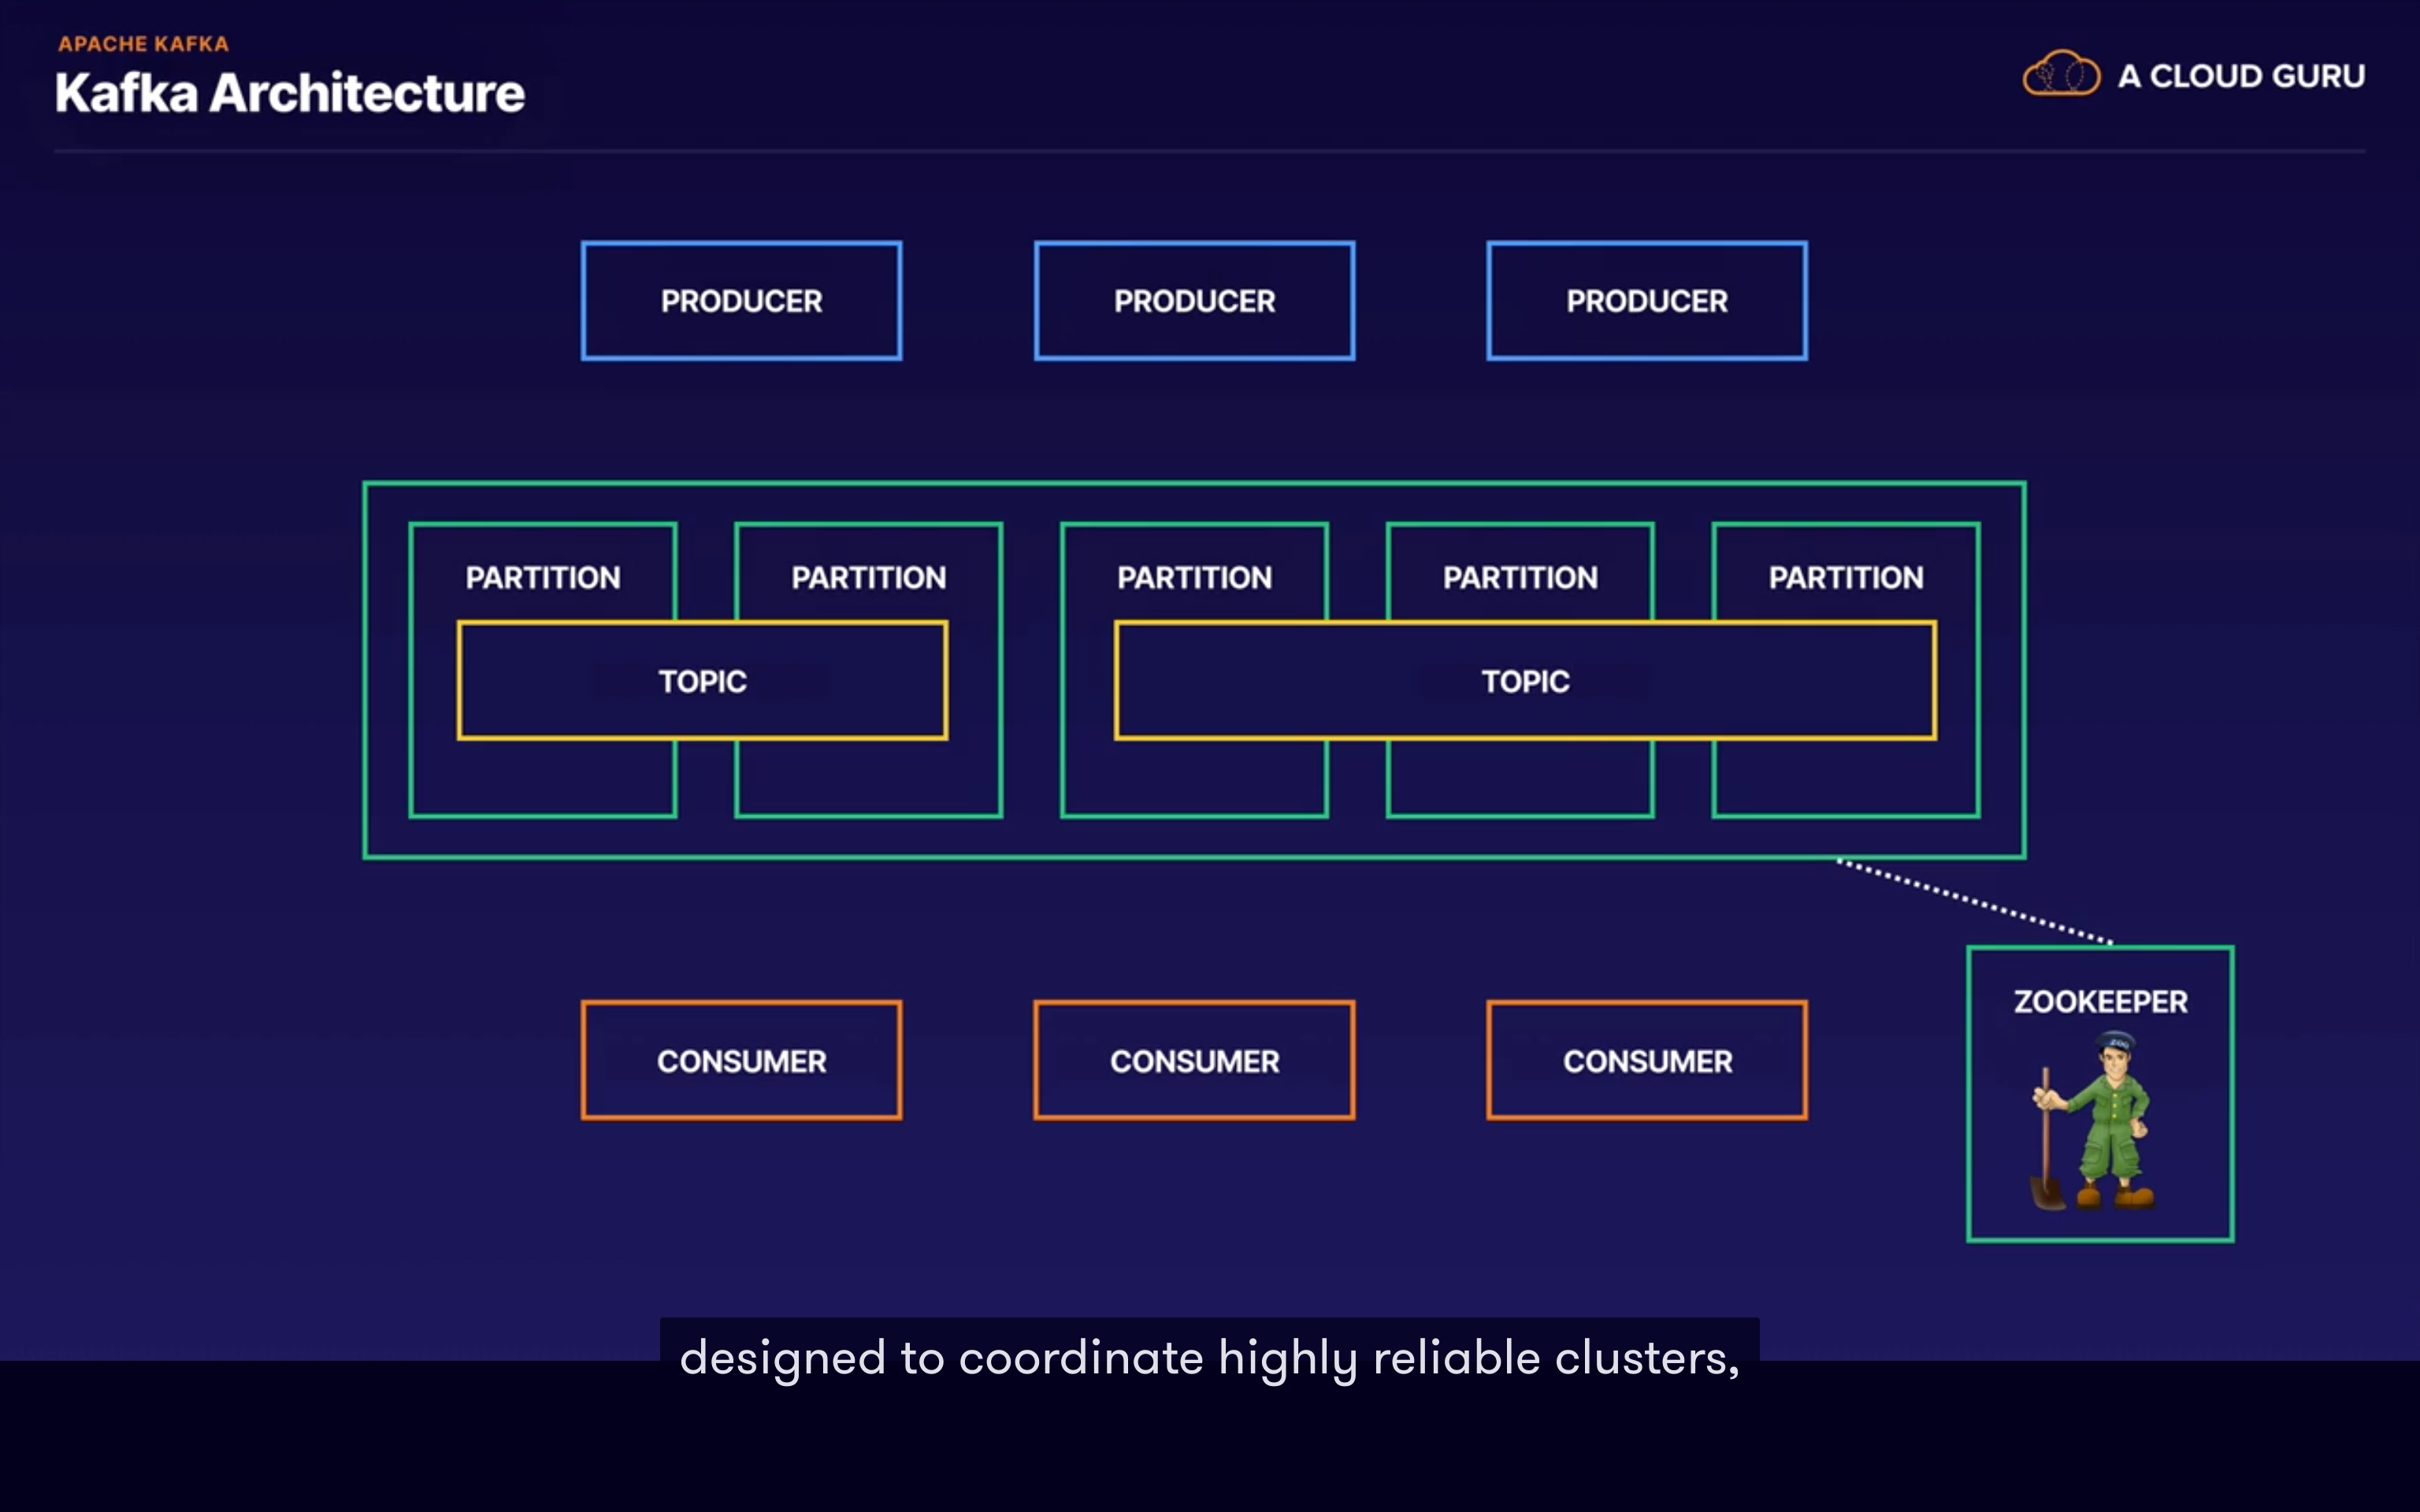 APACHE KAFKA
Kafka Architecture
A CLOUD GURU
PRODUCER
PRODUCER
PRODUCER
PARTITION
PARTITION
PARTITION
PARTITION
PARTITION
TOPIC
TOPIC
CONSUMER
CONSUMER
CONSUMER
ZOOKEEPER
ZOO
designed to coordinate highly reliable clusters,